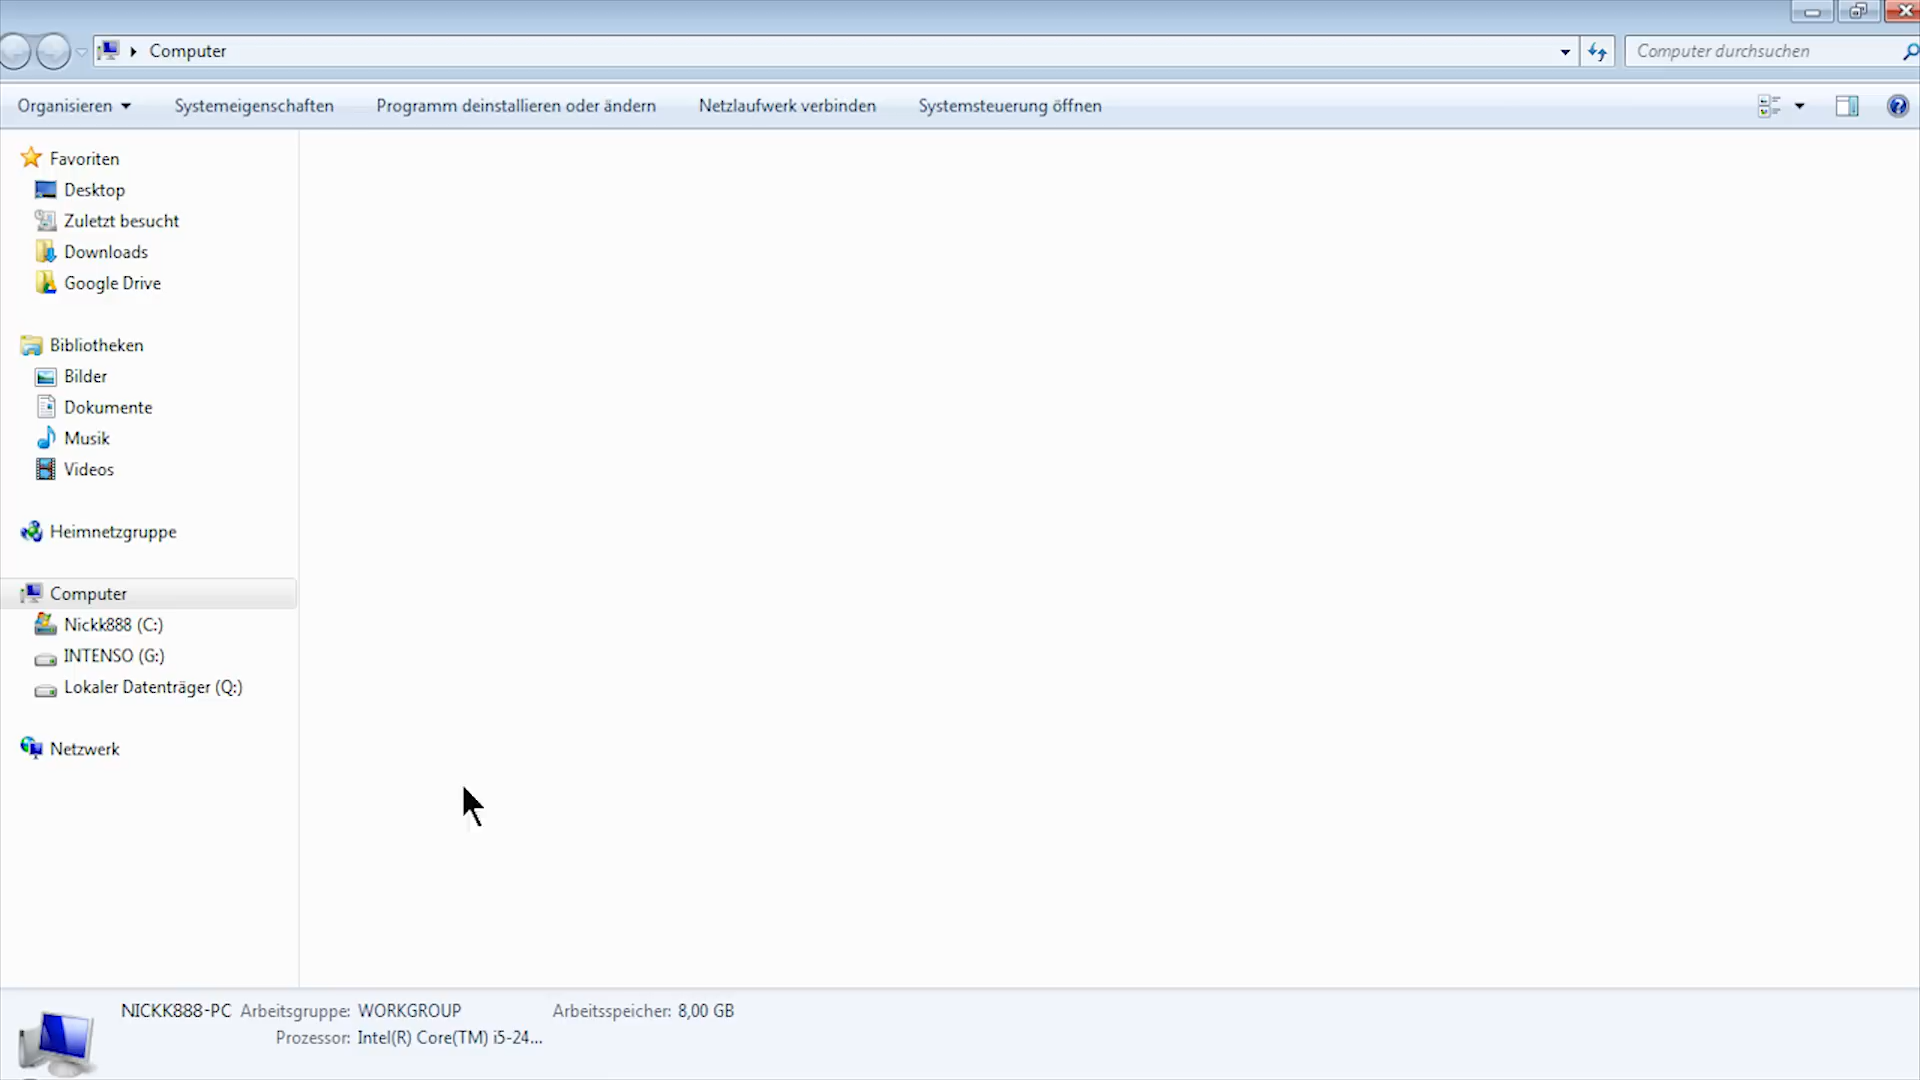 Computer
Computer durchsuchen
Organisieren
Systemeigenschaften
Programm deinstallieren oder ändern
Netzlaufwerk verbinden
Systemsteuerung öffnen
Favoriten
Desktop
Zuletzt besucht
Downloads
Google Drive
Bibliotheken
Bilder
Dokumente
Musik
Videos
Heimnetzgruppe
Computer
Nickk888 (C:)
INTENSO (G:)
Lokaler Datenträger (Q:)
Netzwerk
NICKK888-PC Arbeitsgruppe: WORKGROUP Arbeitsspeicher: 8,00 GB
Prozessor: Intel(R) Core(TM) i5-24...